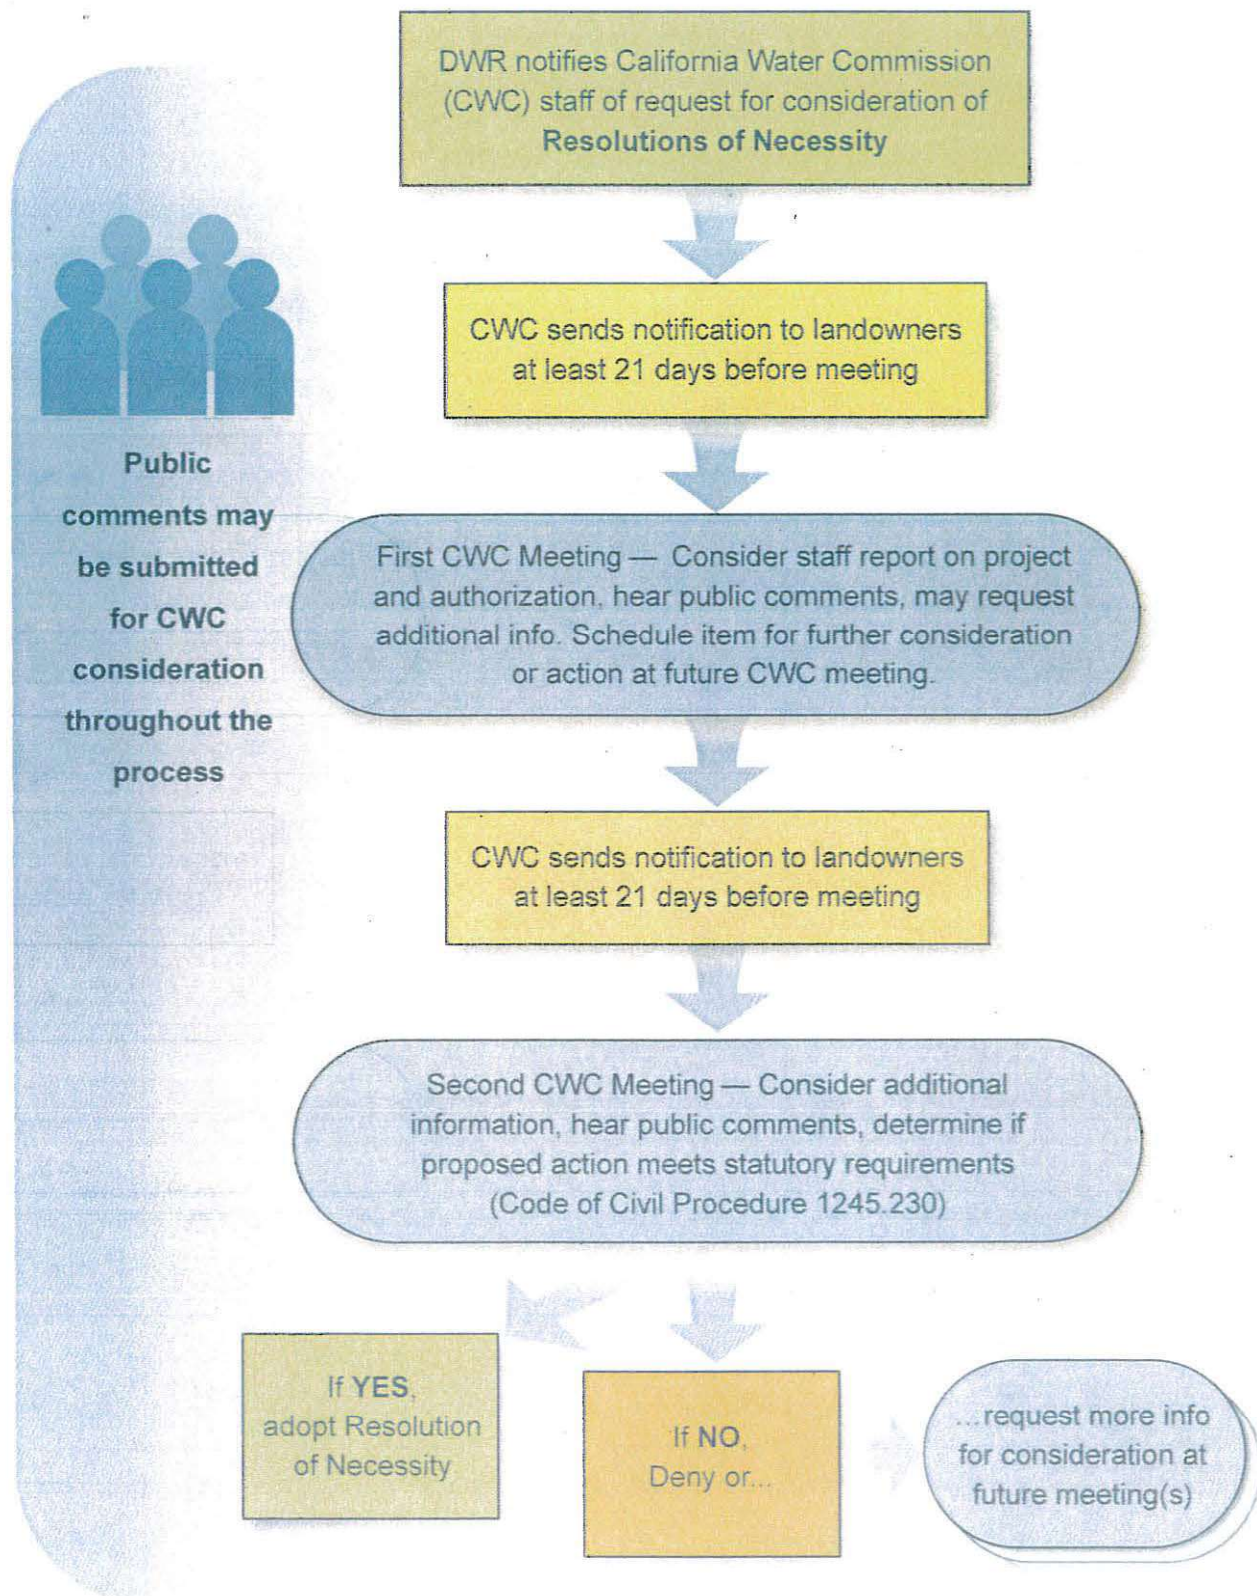 DWR notifies California Water Commission
(CWC) staff of request for consideration of
Resolutions of Necessity
CWC sends notification to landowners
at least 21 days before meeting
Public
comments may
be submitted
for CWC
consideration
throughout the
process
First CWC Meeting — Consider staff report on project
and authorization, hear public comments, may request
additional info. Schedule item for further consideration
or action at future CWC meeting.
CWC sends notification to landowners
at least 21 days before meeting
Second CWC Meeting — Consider additional
information, hear public comments, determine if
proposed action meets statutory requirements
(Code of Civil Procedure 1245.230)
If YES,
adopt Resolution
of Necessity
If NO,
Deny or...
...request more info
for consideration at
future meeting(s)